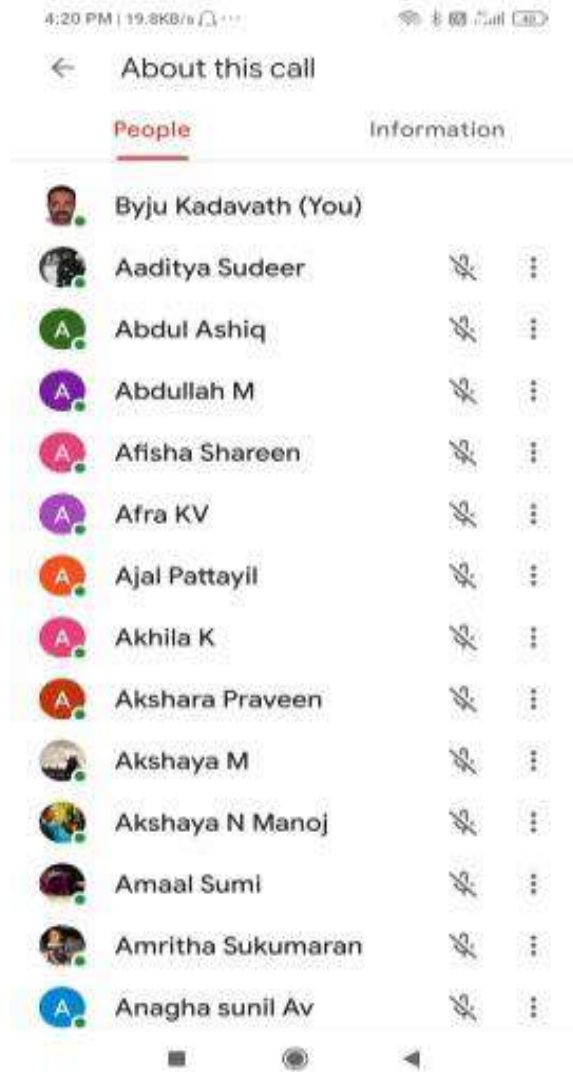 4:20 PM | 19.8KB/s
About this call
People Information
Byju Kadavath (You)
Aaditya Sudeer
A Abdul Ashiq
A Abdullah M
A Afisha Shareen
A Afra KV
A Ajal Pattayil
A Akhila K
A Akshara Praveen
Akshaya M
Akshaya N Manoj
Amaal Sumi
Amritha Sukumaran
A Anagha sunil Av